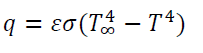 q = εσ(T∞⁴ − T⁴)